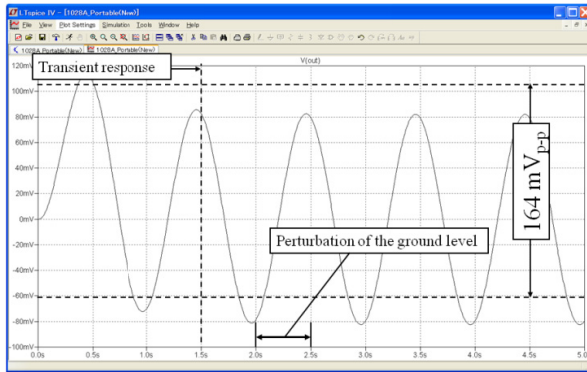 LTspice IV - [1028A_Portable(New)]
File View Plot Settings Simulation Tools Window Help
1028A_Portable(New) 1028A_Portable(New)
V(out)
Transient response
120mV
100mV
80mV
60mV
40mV
20mV
0mV
-20mV
-40mV
-60mV
-80mV
-100mV
164 mVp-p
Perturbation of the ground level
0.0s 0.5s 1.0s 1.5s 2.0s 2.5s 3.0s 3.5s 4.0s 4.5s 5.0s